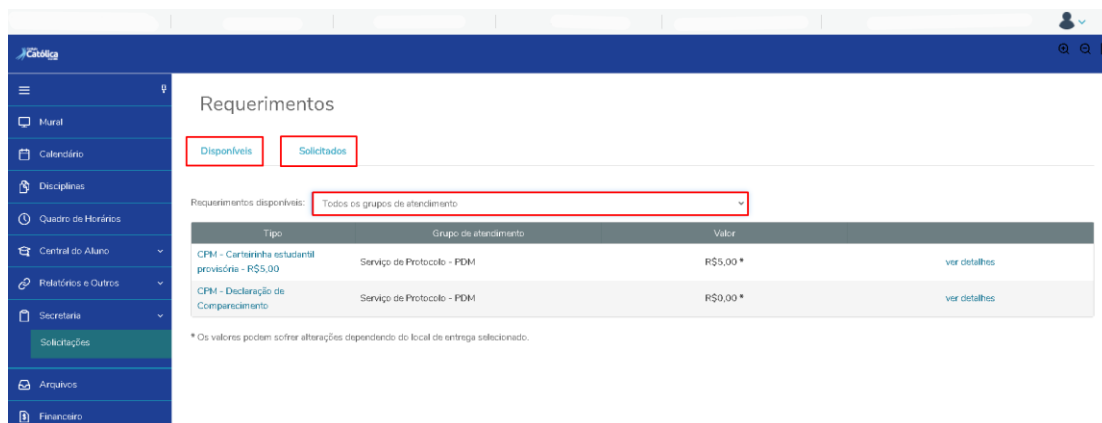 Católica
Requerimentos
Mural
Calendário
Disciplinas
Quadro de Horários
Central do Aluno
Relatórios e Outros
Secretaria
Solicitações
Arquivos
Financeiro
Disponíveis Solicitados
Requerimentos disponíveis: Todos os grupos de atendimento
Tipo Grupo de atendimento Valor
CPM - Carteirinha estudantil
provisória - R$5,00 Serviço de Protocolo - PDM R$5,00 * ver detalhes
CPM - Declaração de
Comparecimento Serviço de Protocolo - PDM R$0,00 * ver detalhes
* Os valores podem sofrer alterações dependendo do local de entrega selecionado.